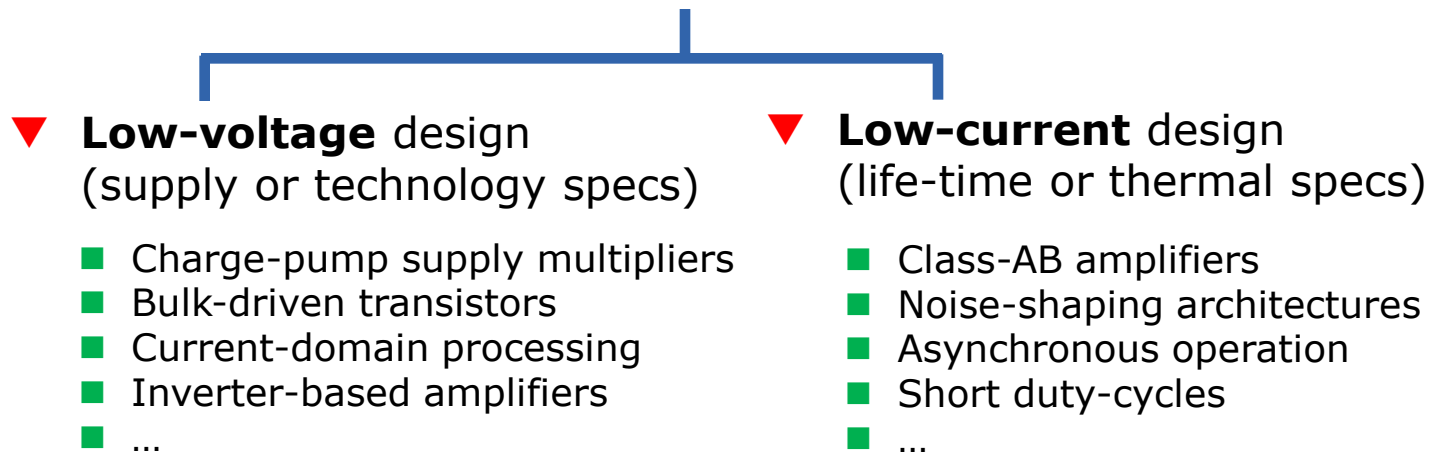 Low-voltage design
(supply or technology specs)
Charge-pump supply multipliers
Bulk-driven transistors
Current-domain processing
Inverter-based amplifiers
…
Low-current design
(life-time or thermal specs)
Class-AB amplifiers
Noise-shaping architectures
Asynchronous operation
Short duty-cycles
…